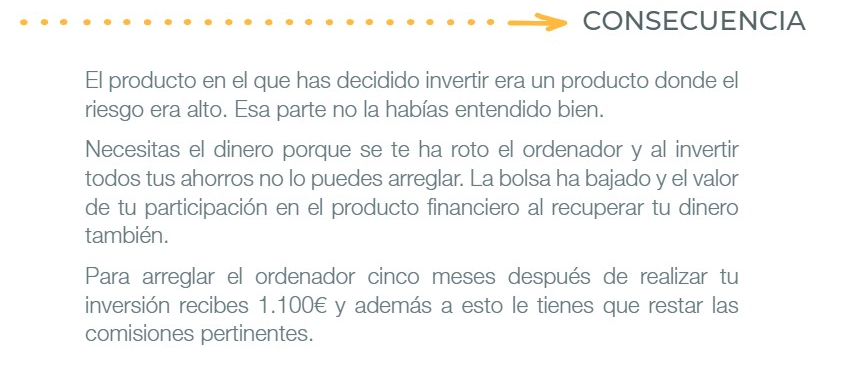 CONSECUENCIA
El producto en el que has decidido invertir era un producto donde el
riesgo era alto. Esa parte no la habías entendido bien.
Necesitas el dinero porque se te ha roto el ordenador y al invertir
todos tus ahorros no lo puedes arreglar. La bolsa ha bajado y el valor
de tu participación en el producto financiero al recuperar tu dinero
también.
Para arreglar el ordenador cinco meses después de realizar tu
inversión recibes 1.100€ y además a esto le tienes que restar las
comisiones pertinentes.